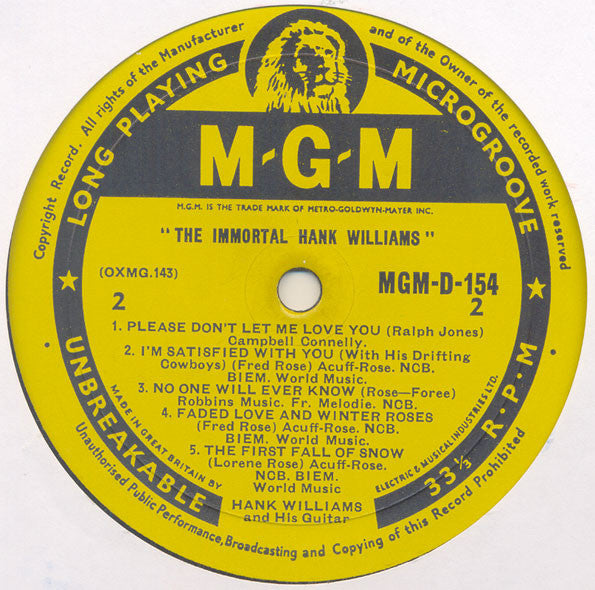 Copyright Record. All rights of the Manufacturer and of the Owner of the recorded work reserved
LONG PLAYING MICROGROOVE
M-G-M
M.G.M. IS THE TRADE MARK OF METRO-GOLDWYN-MAYER INC.
"THE IMMORTAL HANK WILLIAMS"
(OXMG.143) MGM-D-154
2 2
1. PLEASE DON'T LET ME LOVE YOU (Ralph Jones)
Campbell Connelly.
2. I'M SATISFIED WITH YOU (With His Drifting
Cowboys) (Fred Rose) Acuff-Rose. NCB.
BIEM. World Music.
3. NO ONE WILL EVER KNOW (Rose—Foree)
Robbins Music. Fr. Melodie. NCB.
4. FADED LOVE AND WINTER ROSES
(Fred Rose) Acuff-Rose. NCB.
BIEM. World Music.
5. THE FIRST FALL OF SNOW
(Lorene Rose) Acuff-Rose.
NCB. BIEM.
World Music
HANK WILLIAMS
and His Guitar
MADE IN GREAT BRITAIN BY ELECTRIC & MUSICAL INDUSTRIES LTD.
UNBREAKABLE 33⅓ R·P·M
Unauthorised Public Performance, Broadcasting and Copying of this Record Prohibited